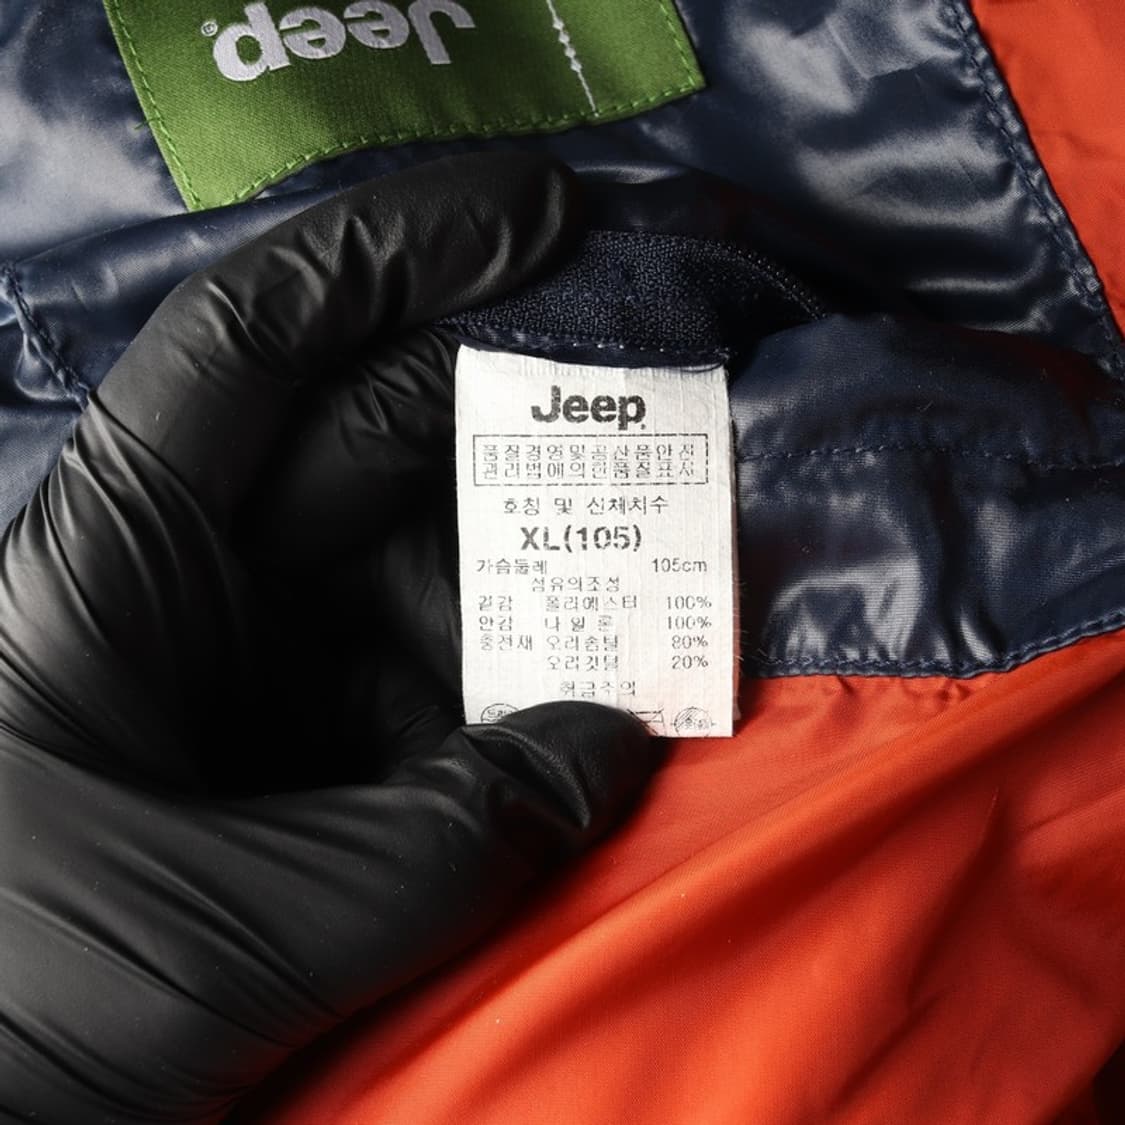 Jeep®
Jeep
품질경영및공산품안전
관리법에의한품질표시
호칭 및 신체치수
XL(105)
가슴둘레 105cm
섬유의조성
겉감 폴리에스터 100%
안감 나일론 100%
충전재 오리솜털 80%
오리깃털 20%
취급주의